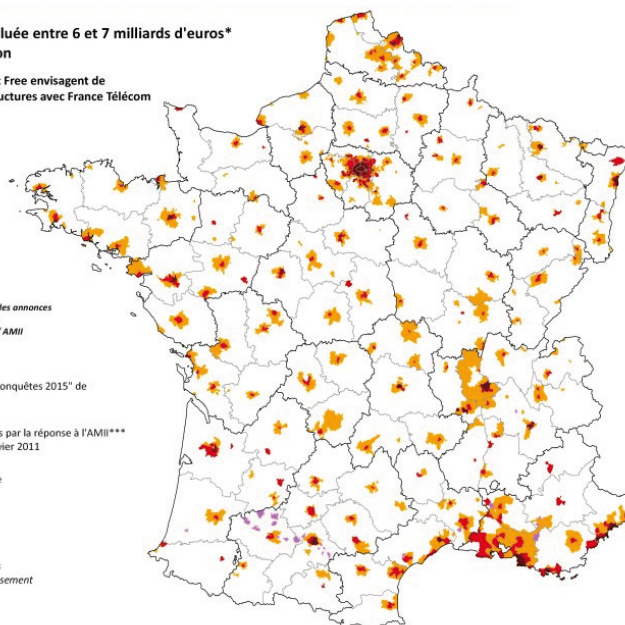 luée entre 6 et 7 milliards d'euros*
on
Free envisagent de
uctures avec France Télécom
les annonces
AMII
onquêtes 2015" de
s par la réponse à l'AMII***
vier 2011
sement